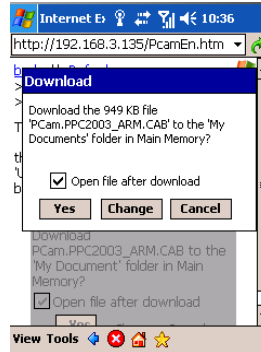 Internet Ex 10:36
http://192.168.3.135/PcamEn.htm
Download
Download the 949 KB file
'PCam.PPC2003_ARM.CAB' to the 'My
Documents' folder in Main Memory?
Open file after download
Yes Change Cancel
Download
PCam.PPC2003_ARM.CAB to the
'My Document' folder in Main
Memory?
Open file after download
Yes
View Tools